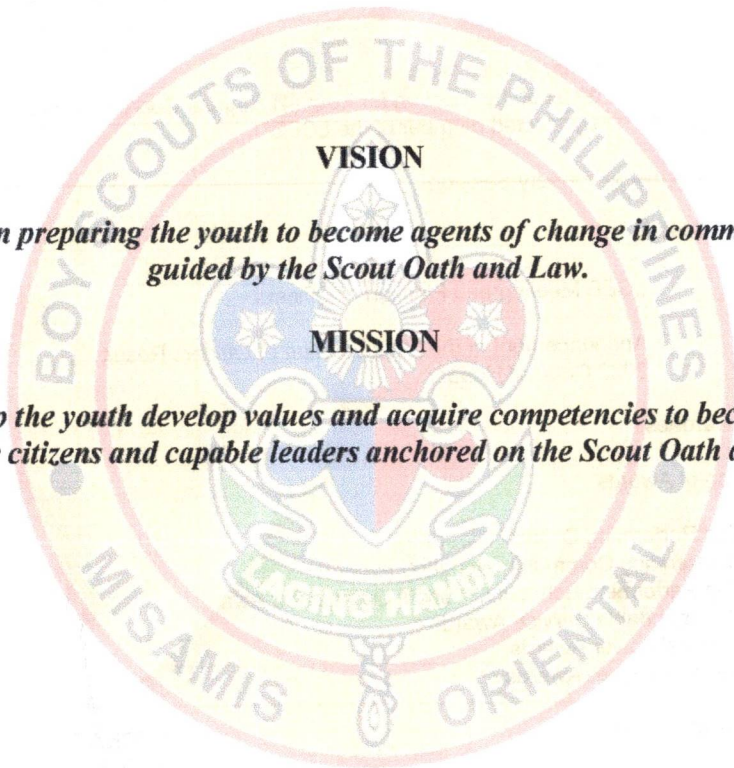 BOY SCOUTS OF THE PHILIPPINES
VISION
n preparing the youth to become agents of change in comm
guided by the Scout Oath and Law.
MISSION
p the youth develop values and acquire competencies to bec
citizens and capable leaders anchored on the Scout Oath
LAGING HANDA
MISAMIS ORIENTAL